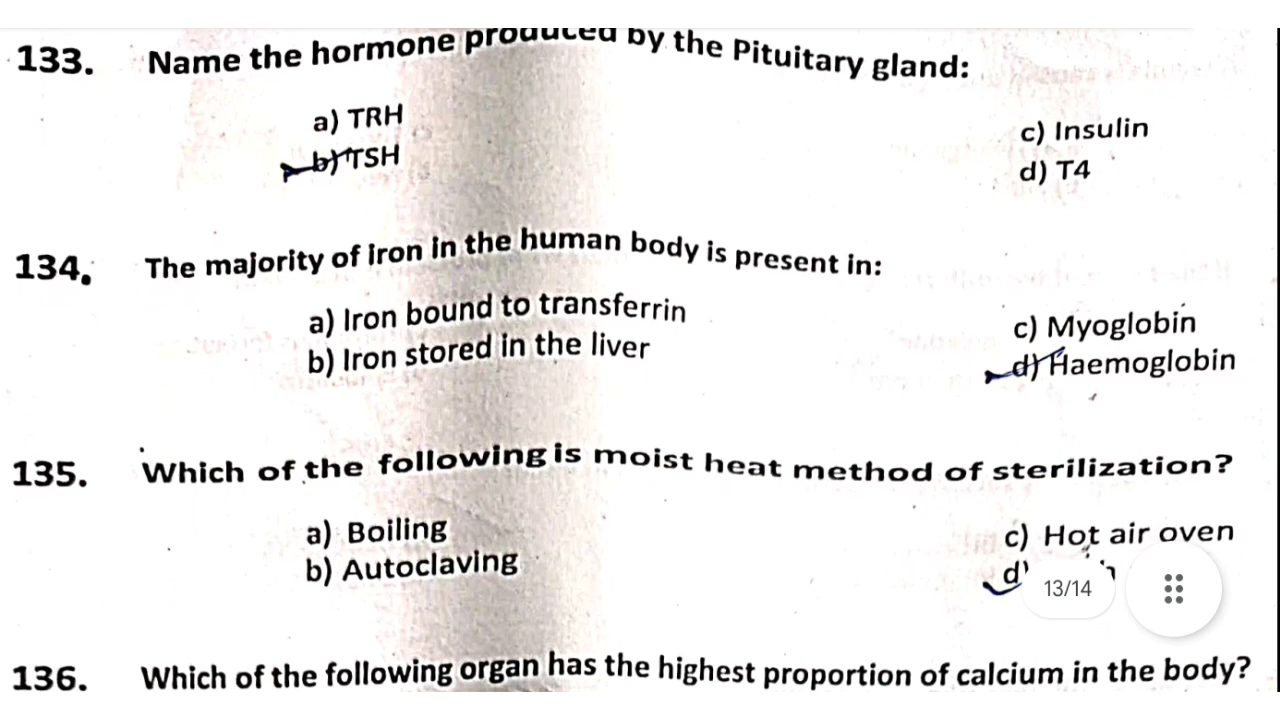 133. Name the hormone produced by the Pituitary gland:
a) TRH
b) TSH
c) Insulin
d) T4
134. The majority of iron in the human body is present in:
a) Iron bound to transferrin
b) Iron stored in the liver
c) Myoglobin
d) Haemoglobin
135. Which of the following is moist heat method of sterilization?
a) Boiling
b) Autoclaving
c) Hot air oven
d)
13/14
136. Which of the following organ has the highest proportion of calcium in the body?